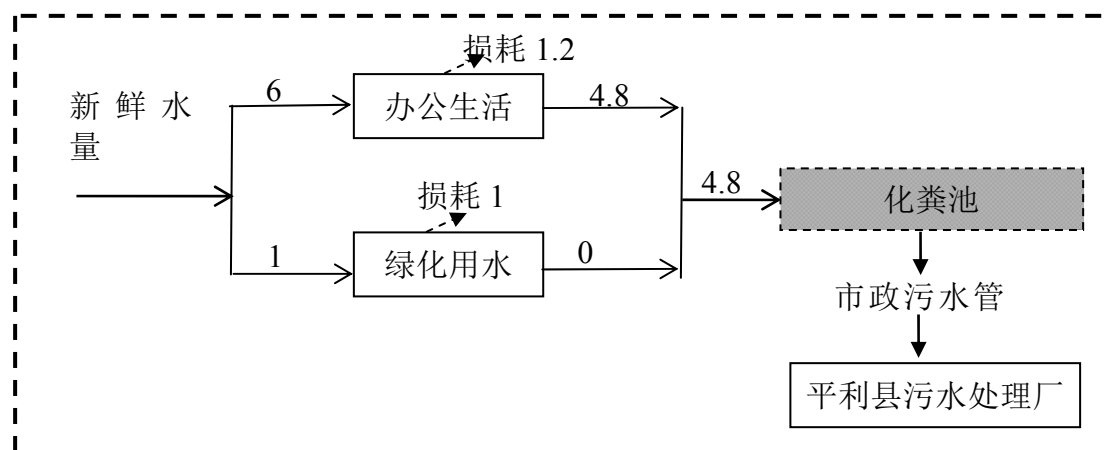 损耗 1.2
新鲜水
量
6
办公生活
4.8
损耗 1
4.8
化粪池
1
绿化用水
0
市政污水管
平利县污水处理厂